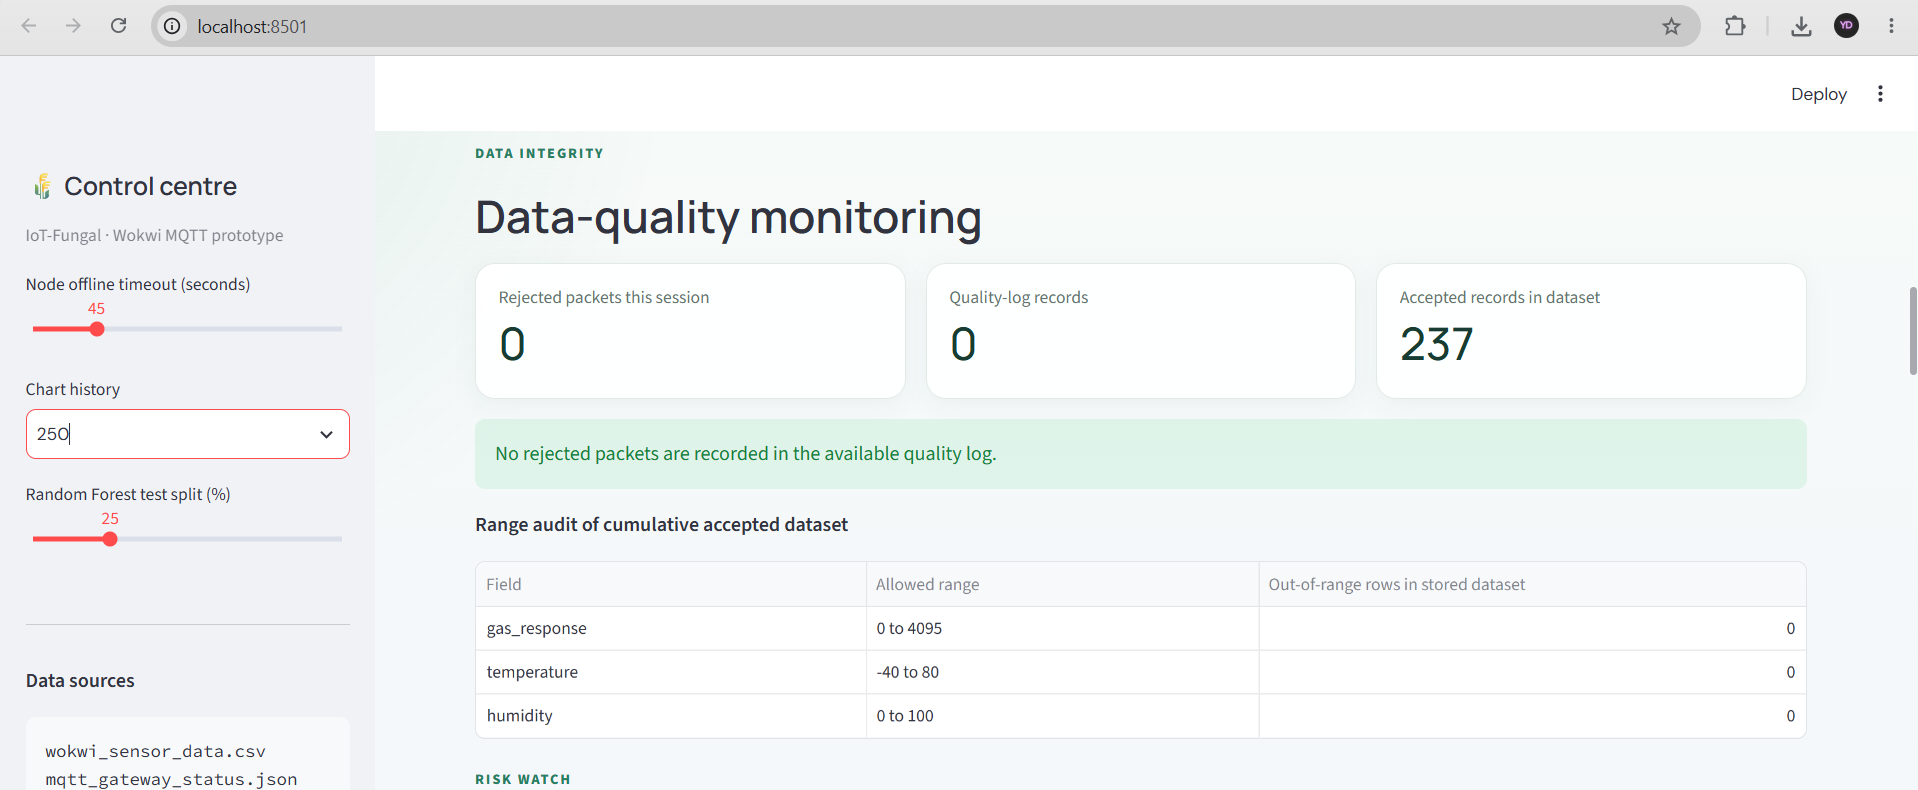 localhost:8501
YD
Deploy
Control centre
IoT-Fungal · Wokwi MQTT prototype
Node offline timeout (seconds)
45
Chart history
250
Random Forest test split (%)
25
Data sources
wokwi_sensor_data.csv
mqtt_gateway_status.json
DATA INTEGRITY
Data-quality monitoring
Rejected packets this session
0
Quality-log records
0
Accepted records in dataset
237
No rejected packets are recorded in the available quality log.
Range audit of cumulative accepted dataset
Field Allowed range Out-of-range rows in stored dataset
gas_response 0 to 4095 0
temperature -40 to 80 0
humidity 0 to 100 0
RISK WATCH